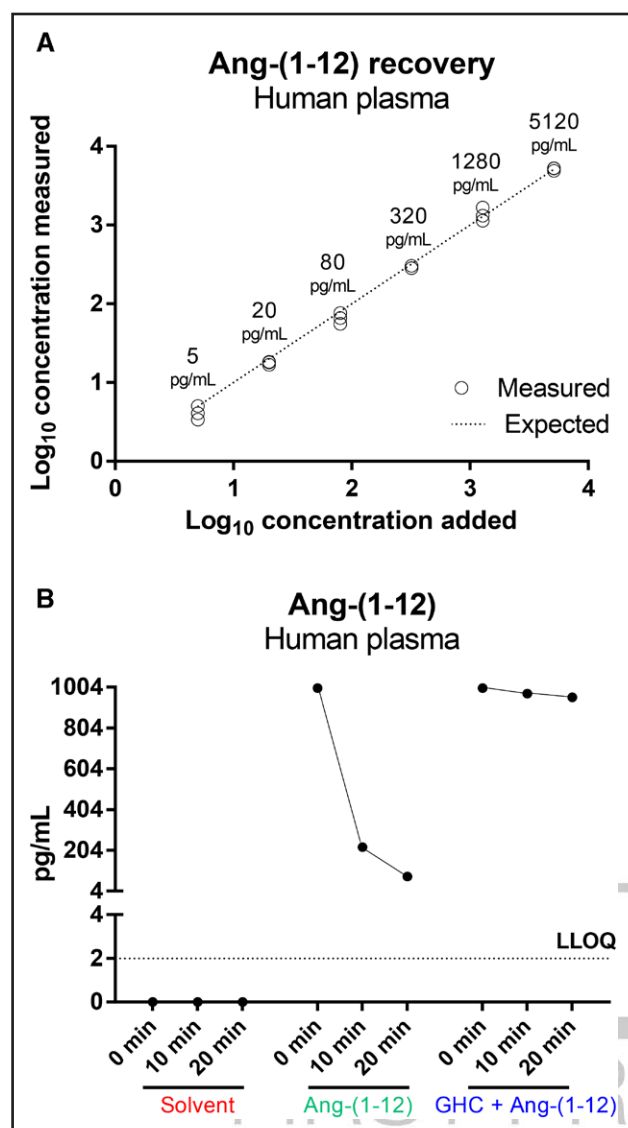 A
Ang-(1-12) recovery
Human plasma
Log10 concentration measured
4
3
2
1
0
5
pg/mL
20
pg/mL
80
pg/mL
320
pg/mL
1280
pg/mL
5120
pg/mL
Measured
Expected
0 1 2 3 4
Log10 concentration added
B
Ang-(1-12)
Human plasma
pg/mL
1004
804
604
404
204
4
4
2
0
LLOQ
0 min 10 min 20 min 0 min 10 min 20 min 0 min 10 min 20 min
Solvent Ang-(1-12) GHC + Ang-(1-12)